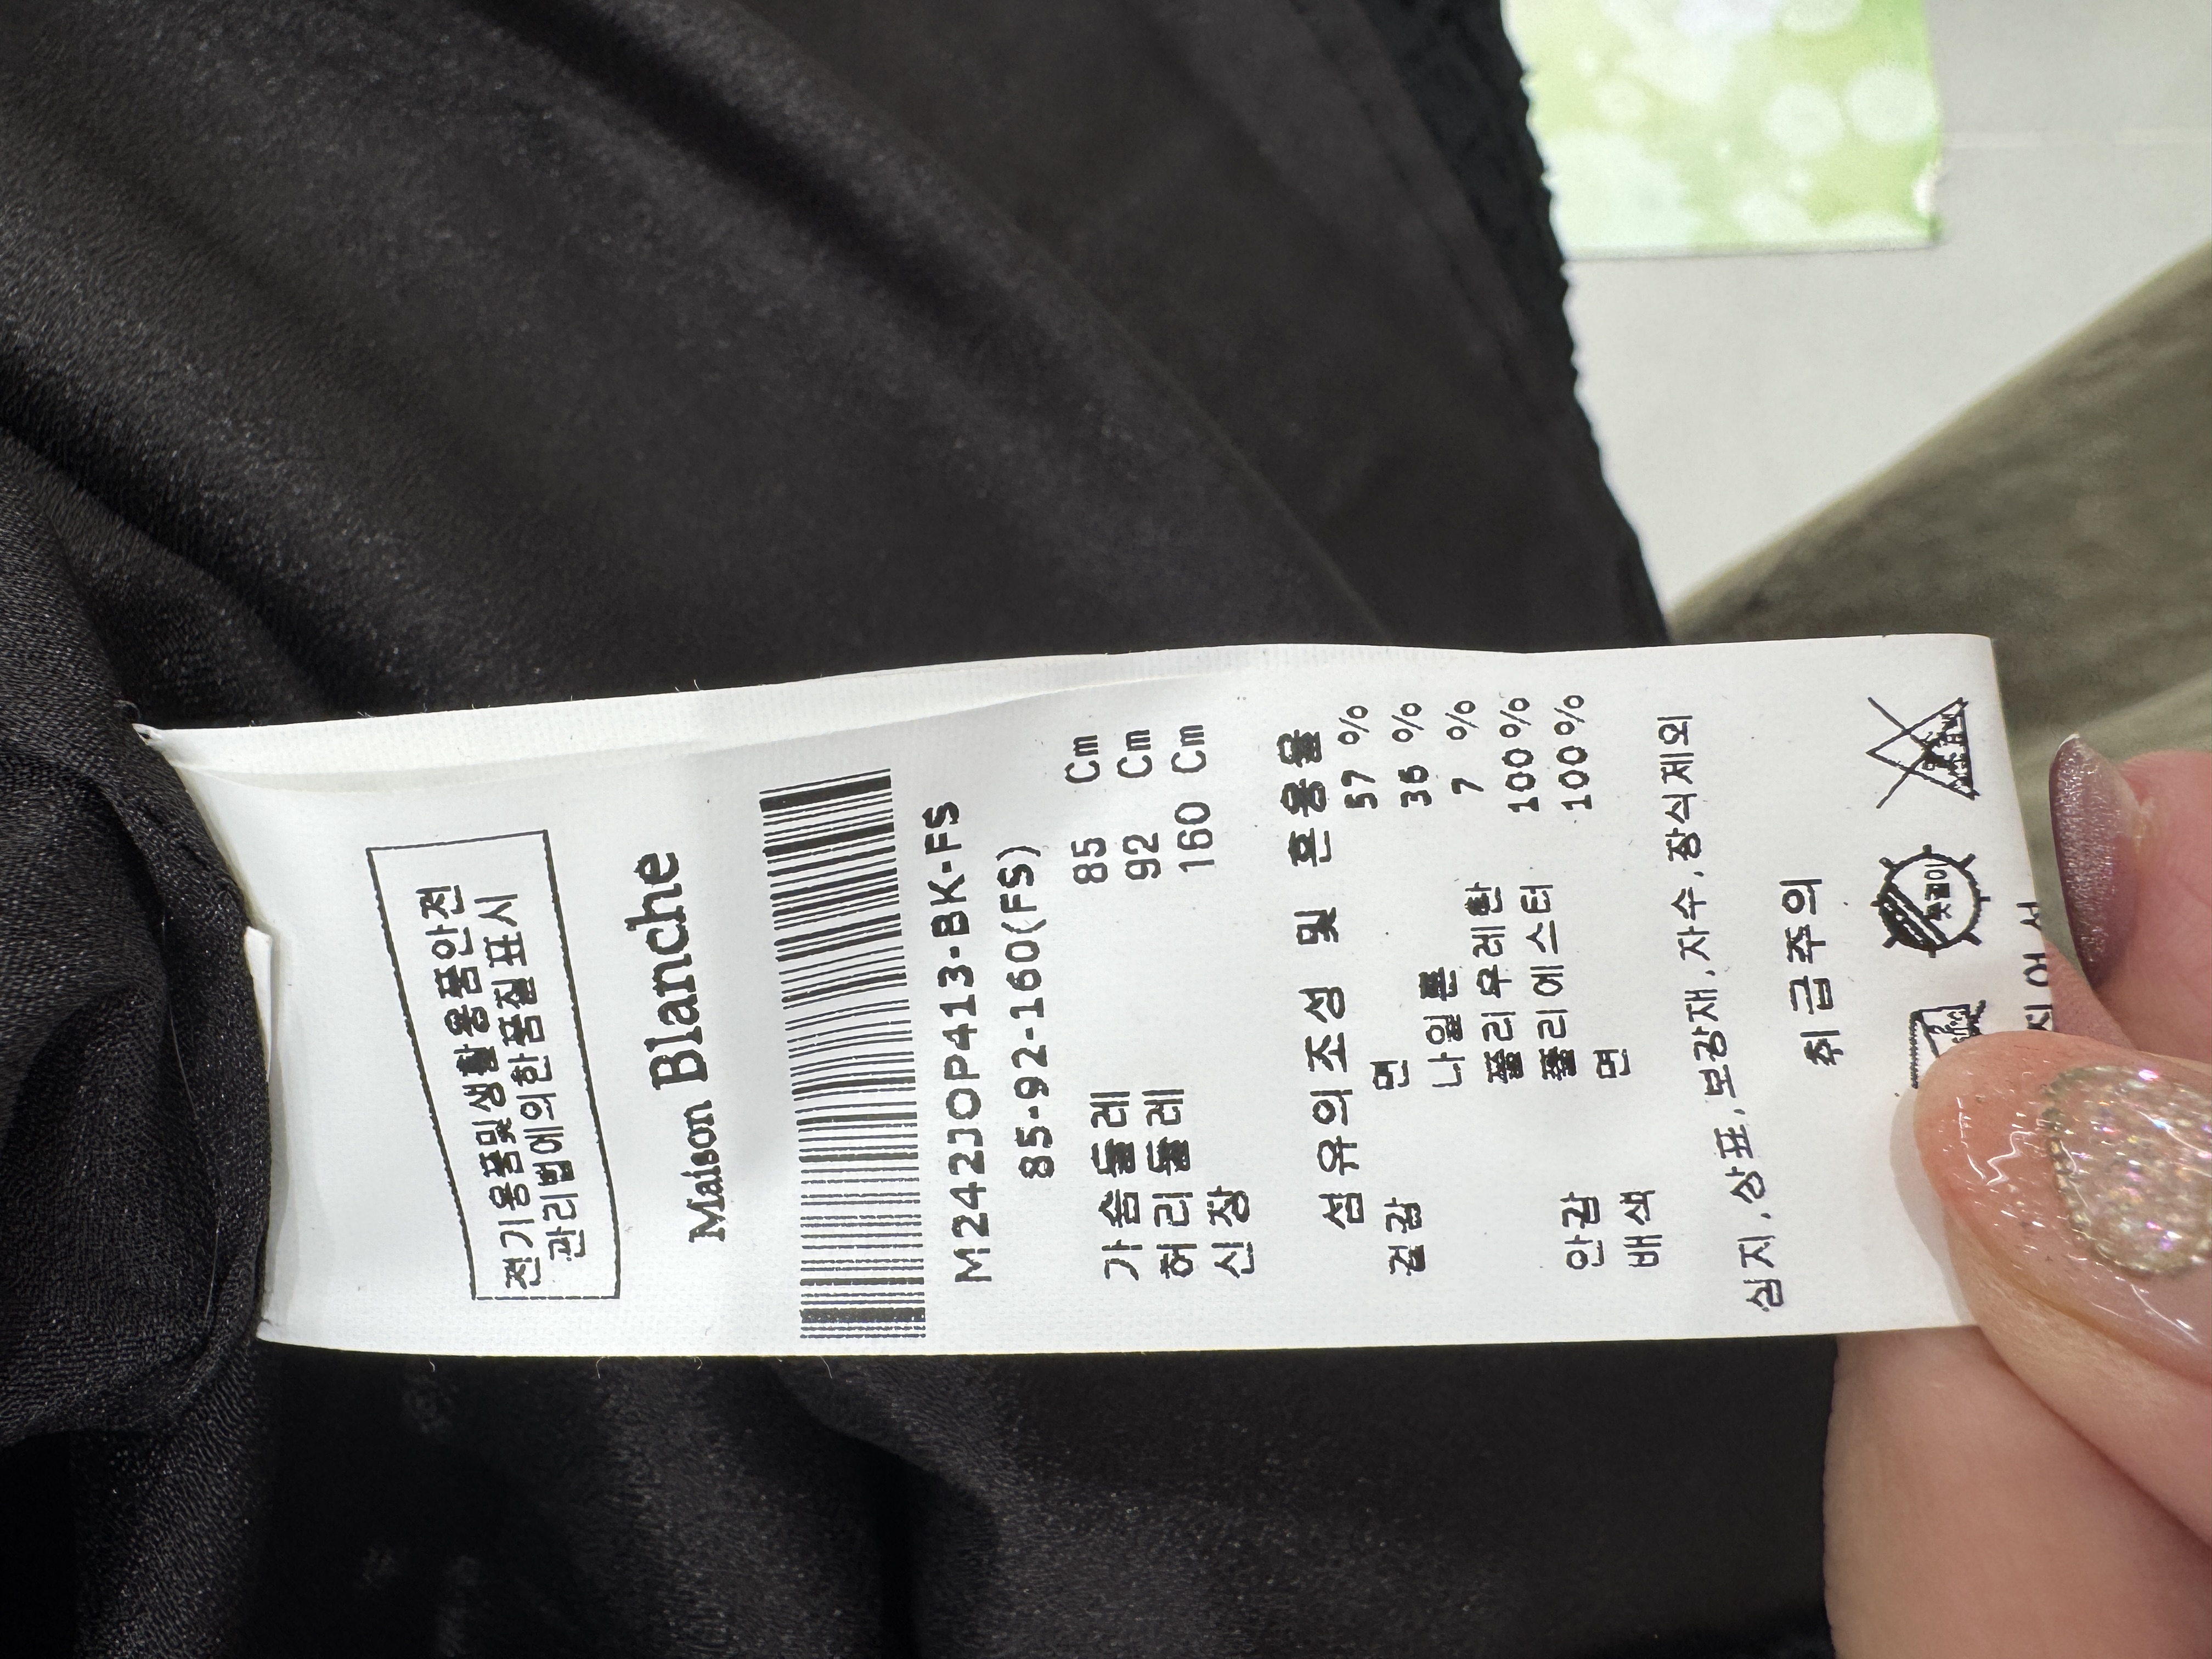 전기용품및생활용품안전
관리법에의한품질표시
Maison Blanche
M242JOP413-BK-FS
85-92-160(FS)
가슴둘레 85 Cm
허리둘레 92 Cm
신장 160 Cm
섬유의조성 및 혼용율
겉감 면 57 %
나일론 36 %
폴리우레탄 7 %
안감 폴리에스터 100%
배색 면 100%
심지,상표,보강재,자수,장식제외
취급주의